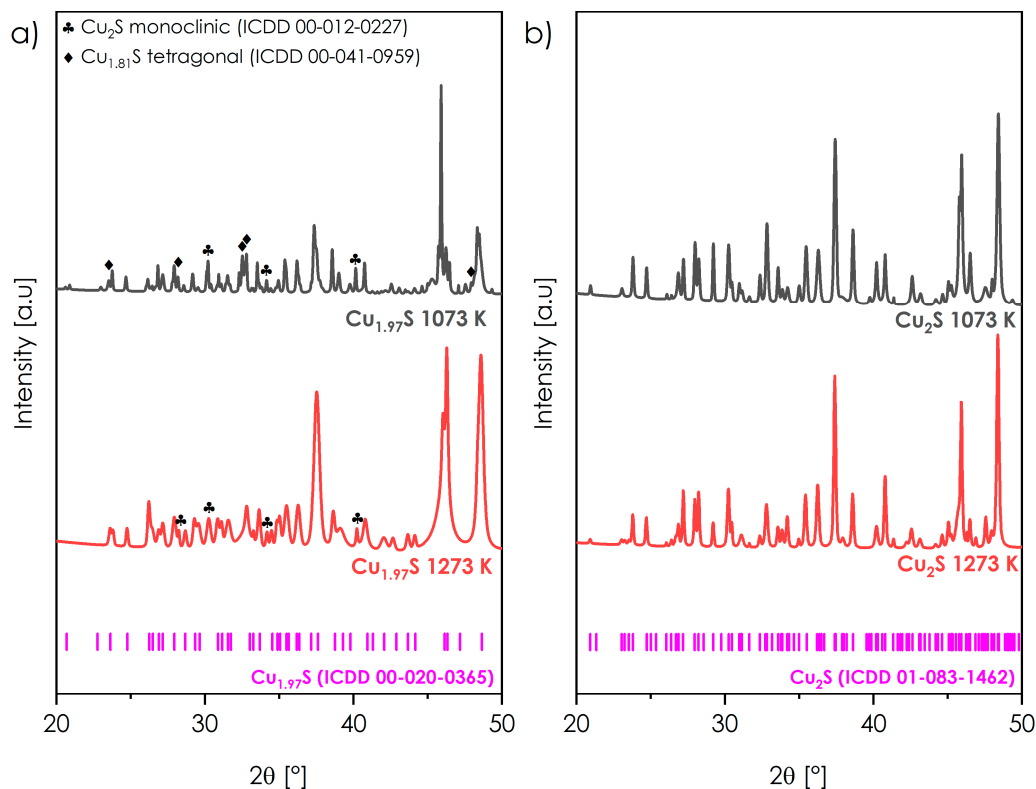 a)
♣ Cu₂S monoclinic (ICDD 00-012-0227)
♦ Cu₁.₈₁S tetragonal (ICDD 00-041-0959)
Intensity [a.u]
Cu₁.₉₇S 1073 K
Cu₁.₉₇S 1273 K
Cu₁.₉₇S (ICDD 00-020-0365)
20 30 40 50
2θ [°]
b)
Intensity [a.u]
Cu₂S 1073 K
Cu₂S 1273 K
Cu₂S (ICDD 01-083-1462)
20 30 40 50
2θ [°]